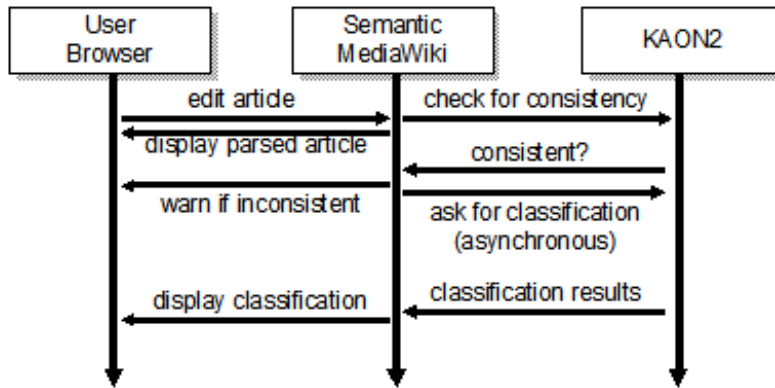 User
Browser
Semantic
MediaWiki
KAON2
edit article
check for consistency
display parsed article
consistent?
warn if inconsistent
ask for classification
(asynchronous)
display classification
classification results